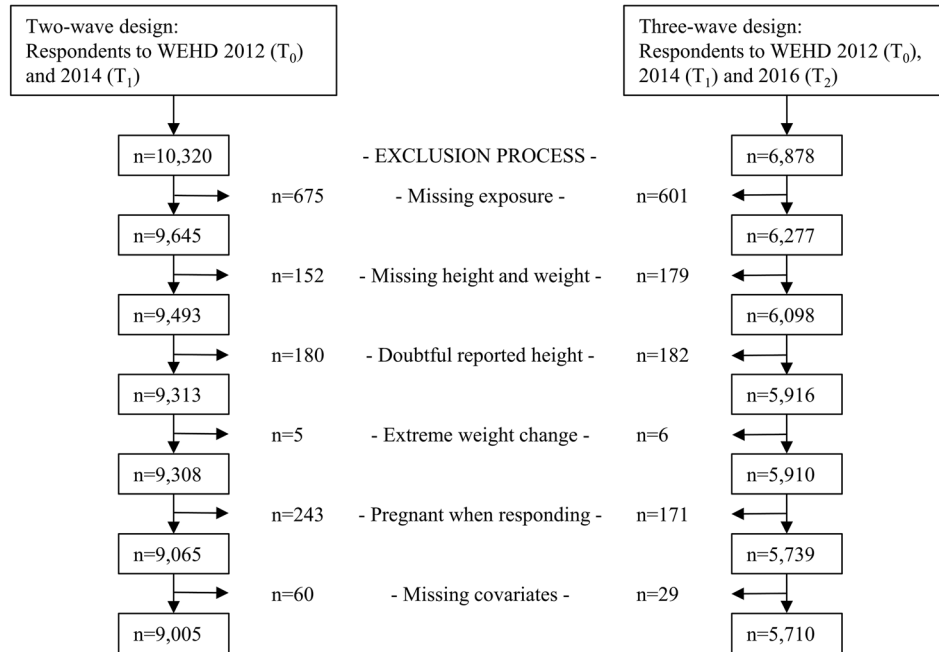 Two-wave design:
Respondents to WEHD 2012 (T₀)
and 2014 (T₁)
Three-wave design:
Respondents to WEHD 2012 (T₀),
2014 (T₁) and 2016 (T₂)
n=10,320
- EXCLUSION PROCESS -
n=6,878
n=675
- Missing exposure -
n=601
n=9,645
n=6,277
n=152
- Missing height and weight -
n=179
n=9,493
n=6,098
n=180
- Doubtful reported height -
n=182
n=9,313
n=5,916
n=5
- Extreme weight change -
n=6
n=9,308
n=5,910
n=243
- Pregnant when responding -
n=171
n=9,065
n=5,739
n=60
- Missing covariates -
n=29
n=9,005
n=5,710